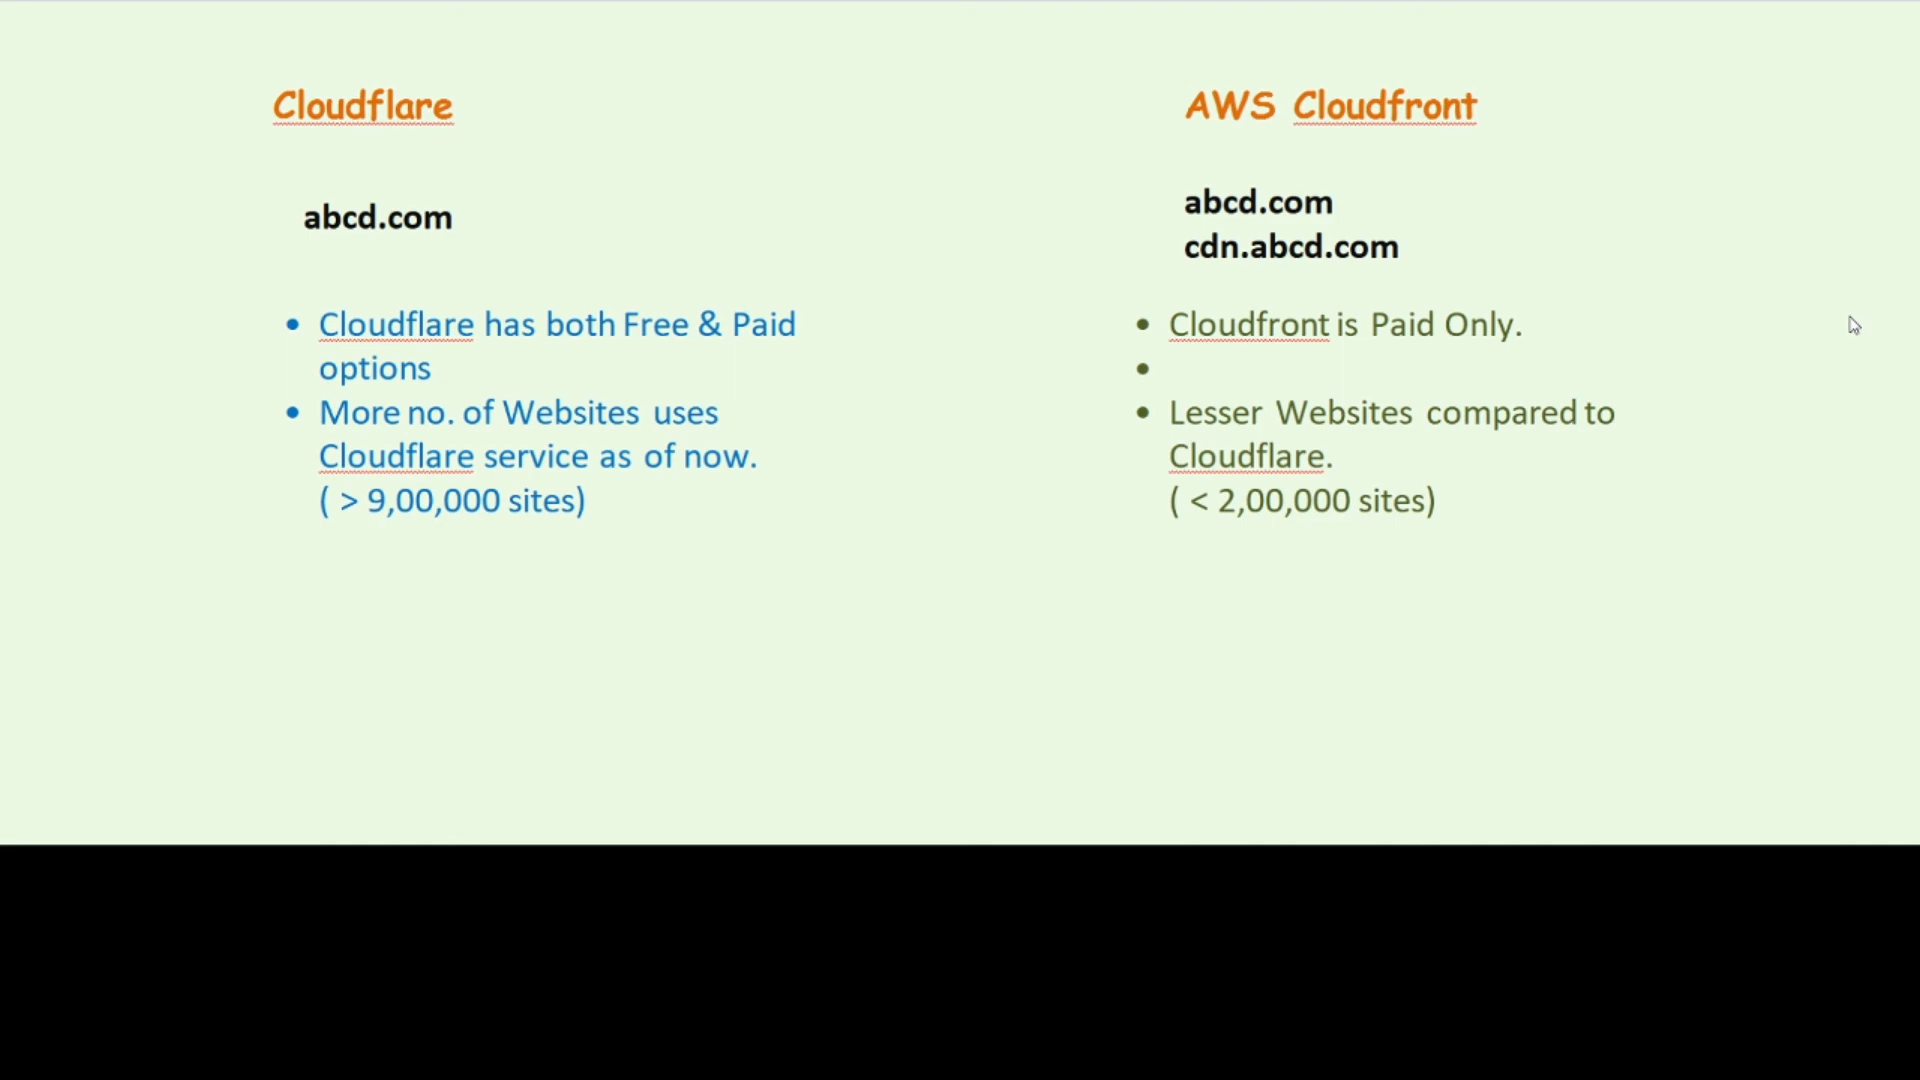 Cloudflare
abcd.com
• Cloudflare has both Free & Paid
options
• More no. of Websites uses
Cloudflare service as of now.
( > 9,00,000 sites)
AWS Cloudfront
abcd.com
cdn.abcd.com
• Cloudfront is Paid Only.
•
• Lesser Websites compared to
Cloudflare.
( < 2,00,000 sites)